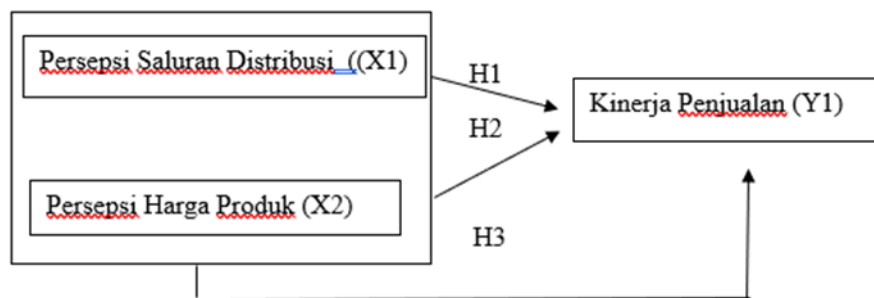 Persepsi Saluran Distribusi ((X1)
H1
Kinerja Penjualan (Y1)
H2
Persepsi Harga Produk (X2)
H3